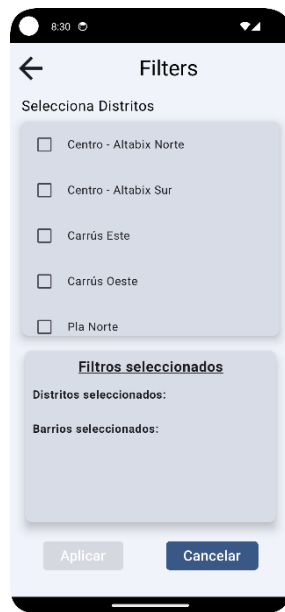 8:30
Filters
Selecciona Distritos
Centro - Altabix Norte
Centro - Altabix Sur
Carrús Este
Carrús Oeste
Pla Norte
Filtros seleccionados
Distritos seleccionados:
Barrios seleccionados:
Aplicar Cancelar